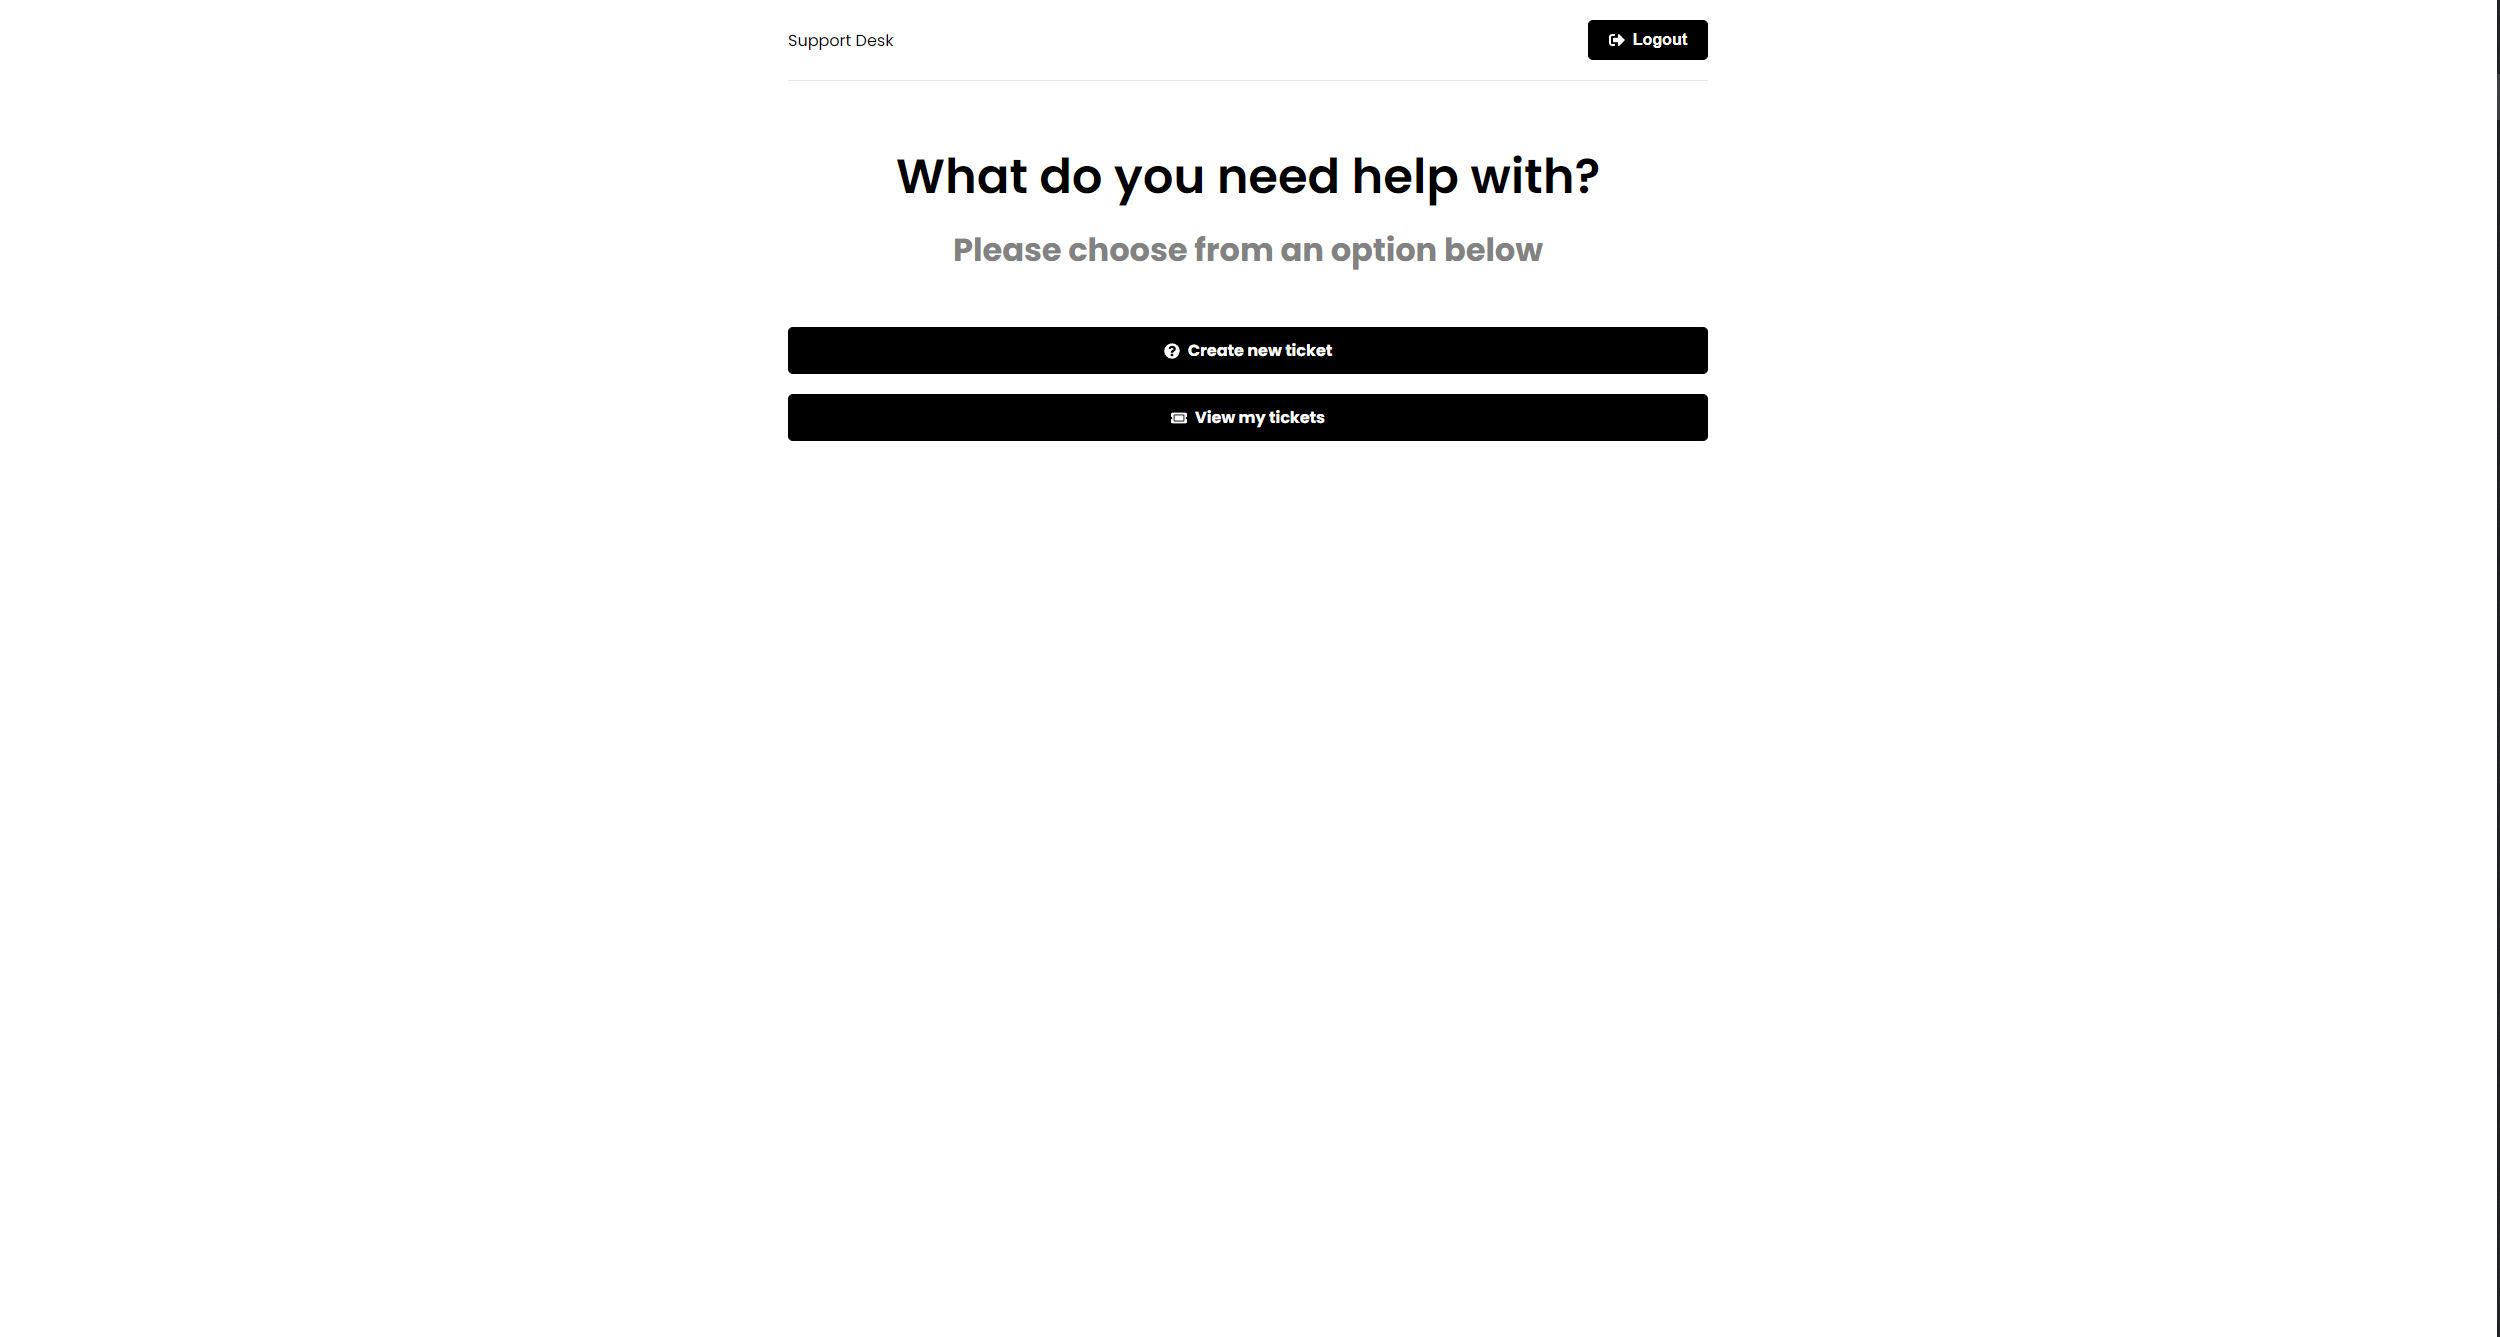 Support Desk
Logout
What do you need help with?
Please choose from an option below
Create new ticket
View my tickets